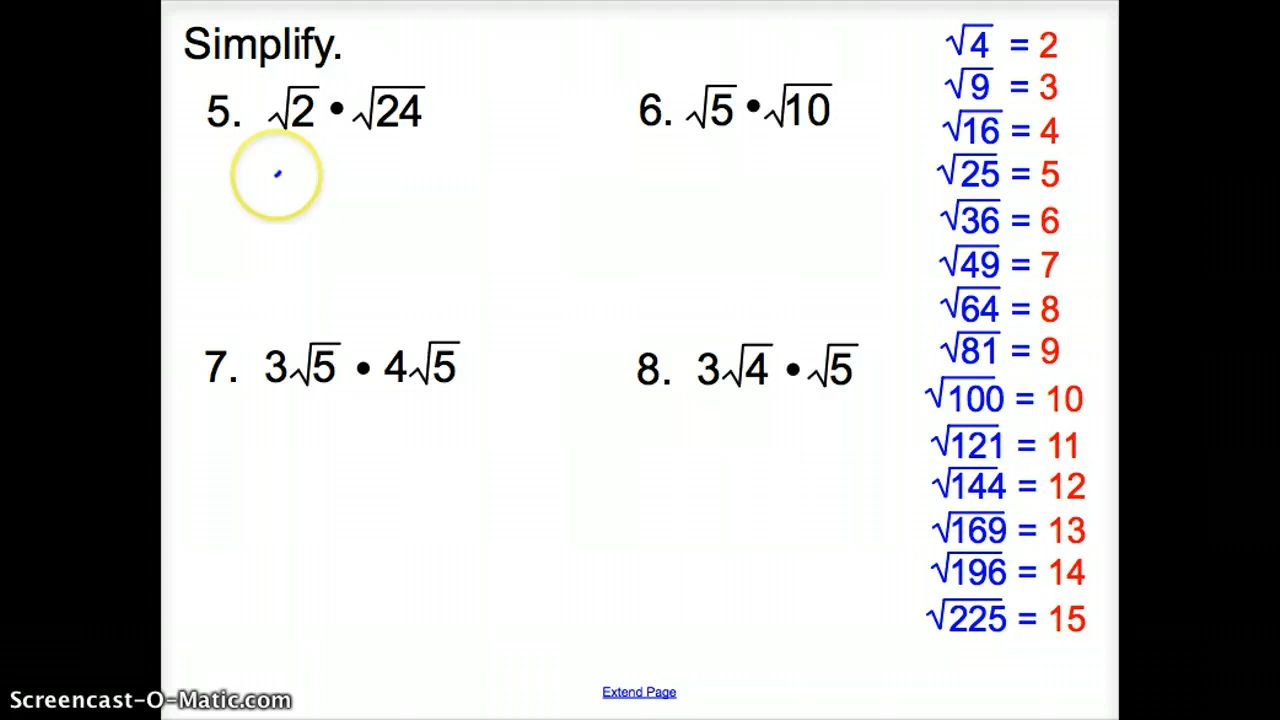 Simplify.
5. √2 • √24
6. √5 • √10
7. 3√5 • 4√5
8. 3√4 • √5
√4 = 2
√9 = 3
√16 = 4
√25 = 5
√36 = 6
√49 = 7
√64 = 8
√81 = 9
√100 = 10
√121 = 11
√144 = 12
√169 = 13
√196 = 14
√225 = 15
Extend Page
Screencast-O-Matic.com